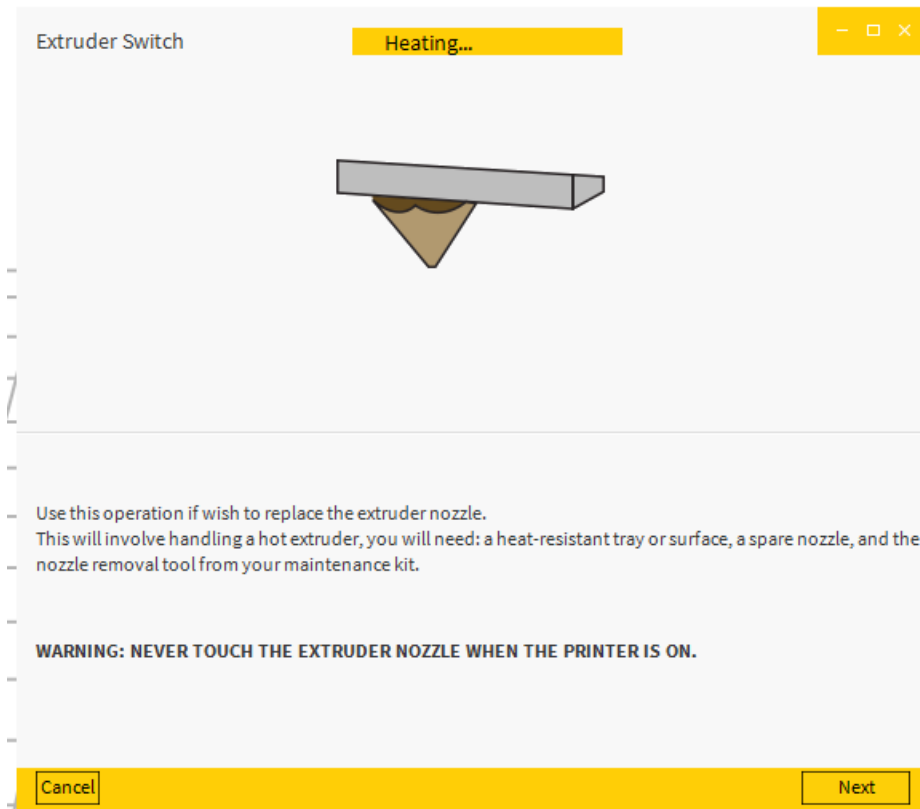 Extruder Switch
Heating...
Use this operation if wish to replace the extruder nozzle.
This will involve handling a hot extruder, you will need: a heat-resistant tray or surface, a spare nozzle, and the
nozzle removal tool from your maintenance kit.
WARNING: NEVER TOUCH THE EXTRUDER NOZZLE WHEN THE PRINTER IS ON.
Cancel
Next